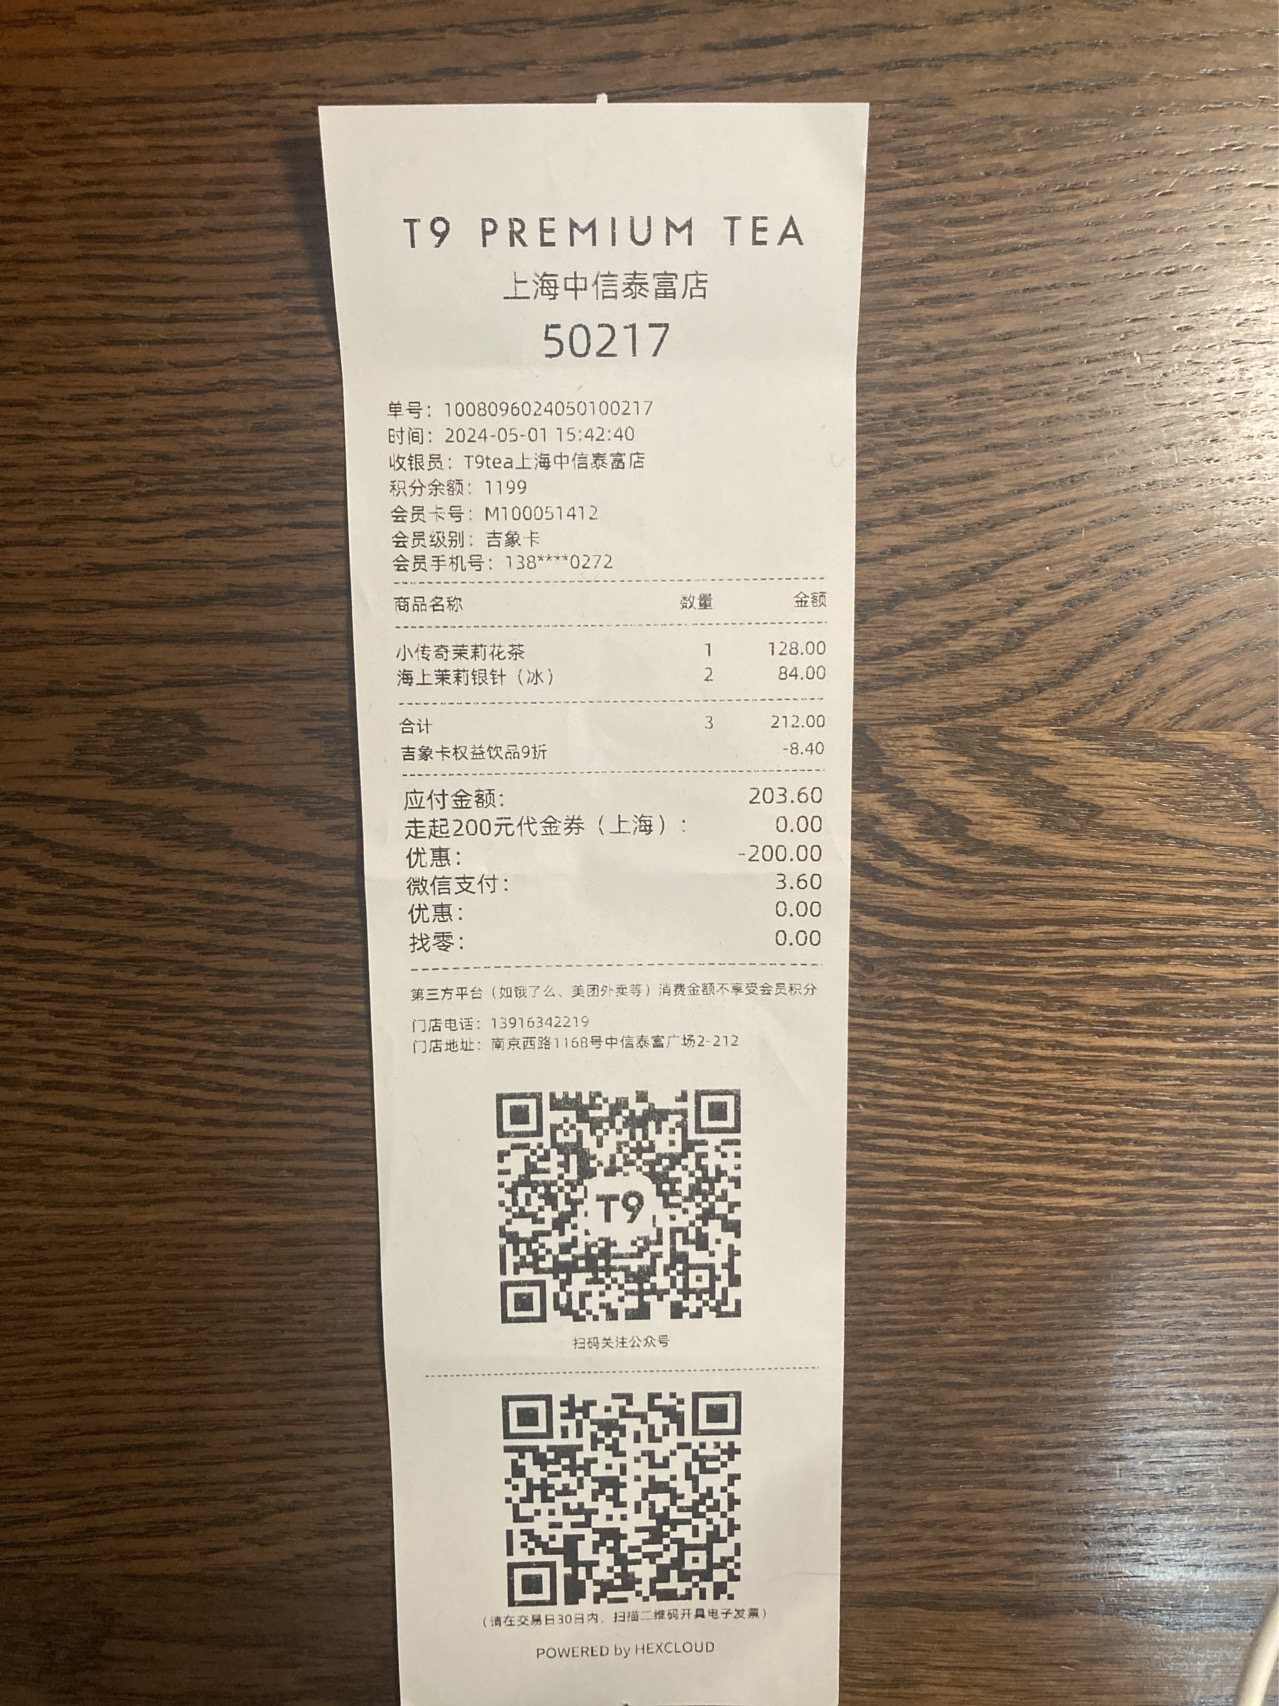 T9 PREMIUM TEA
上海中信泰富店
50217
单号：1008096024050100217
时间：2024-05-01 15:42:40
收银员：T9tea上海中信泰富店
积分余额：1199
会员卡号：M100051412
会员级别：吉象卡
会员手机号：138****0272
商品名称 数量 金额
小传奇茉莉花茶 1 128.00
海上茉莉银针（冰） 2 84.00
合计 3 212.00
吉象卡权益饮品9折 -8.40
应付金额： 203.60
走起200元代金券（上海）： 0.00
优惠： -200.00
微信支付： 3.60
优惠： 0.00
找零： 0.00
第三方平台（如饿了么、美团外卖等）消费金额不享受会员积分
门店电话：13916342219
门店地址：南京西路1168号中信泰富广场2-212
T9
扫码关注公众号
（请在交易日30日内，扫描二维码开具电子发票）
POWERED by HEXCLOUD